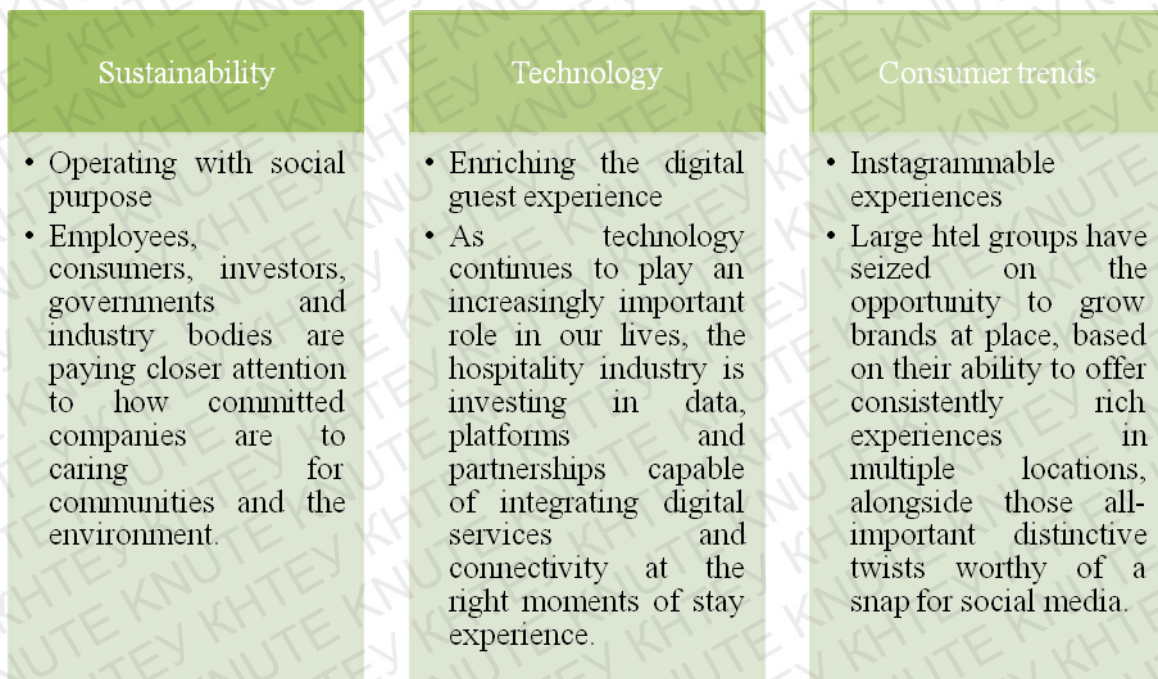 Sustainability
• Operating with social
purpose
• Employees,
consumers, investors,
governments and
industry bodies are
paying closer attention
to how committed
companies are to
caring for
communities and the
environment.
Technology
• Enriching the digital
guest experience
• As technology
continues to play an
increasingly important
role in our lives, the
hospitality industry is
investing in data,
platforms and
partnerships capable
of integrating digital
services and
connectivity at the
right moments of stay
experience.
Consumer trends
• Instagrammable
experiences
• Large htel groups have
seized on the
opportunity to grow
brands at place, based
on their ability to offer
consistently rich
experiences in
multiple locations,
alongside those all-
important distinctive
twists worthy of a
snap for social media.